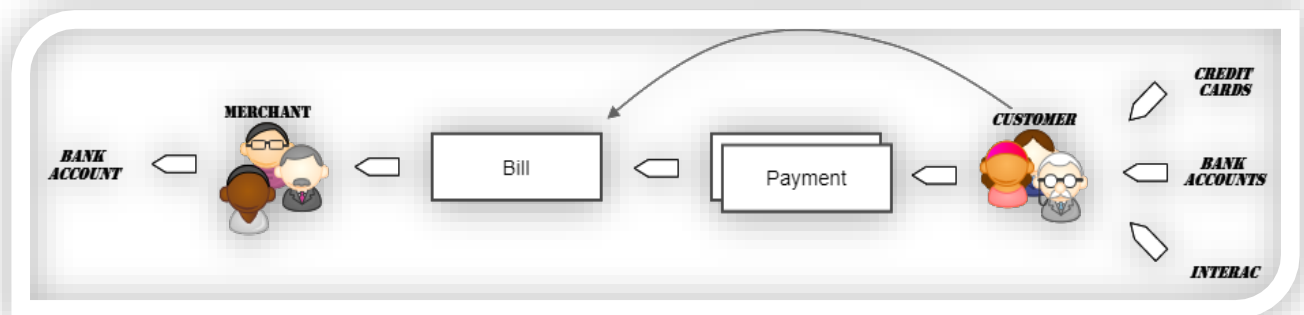 BANK
ACCOUNT
MERCHANT
Bill
Payment
CUSTOMER
CREDIT
CARDS
BANK
ACCOUNTS
INTERAC